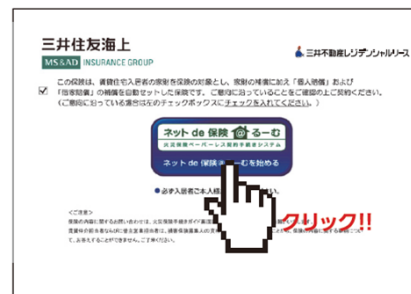 三井住友海上
MS&AD INSURANCE GROUP
三井不動産レジデンシャルリース
この保険は、賃貸住宅入居者の家財を保険の対象とし、家財の補償に加え「個人賠償」および
「借家賠償」の補償を自動セットした保険です。ご意向に沿っていることをご確認の上ご契約ください。
(ご意向に沿っている場合は左のチェックボックスにチェックを入れてください。)
ネット de 保険@るーむ
火災保険ペーパーレス契約手続きシステム
ネット de 保険@るーむを始める
●必ず入居者ご本人様
クリック!!
<ご注意>